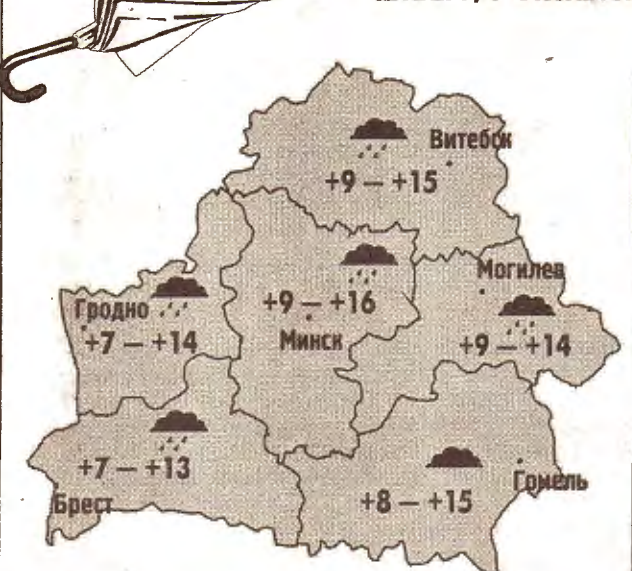 Витебск
+9 — +15
Могилев
+9 — +14
Гродно
+7 — +14
+9 — +16
Минск
+7 — +13
Брест
+8 — +15
Гомель